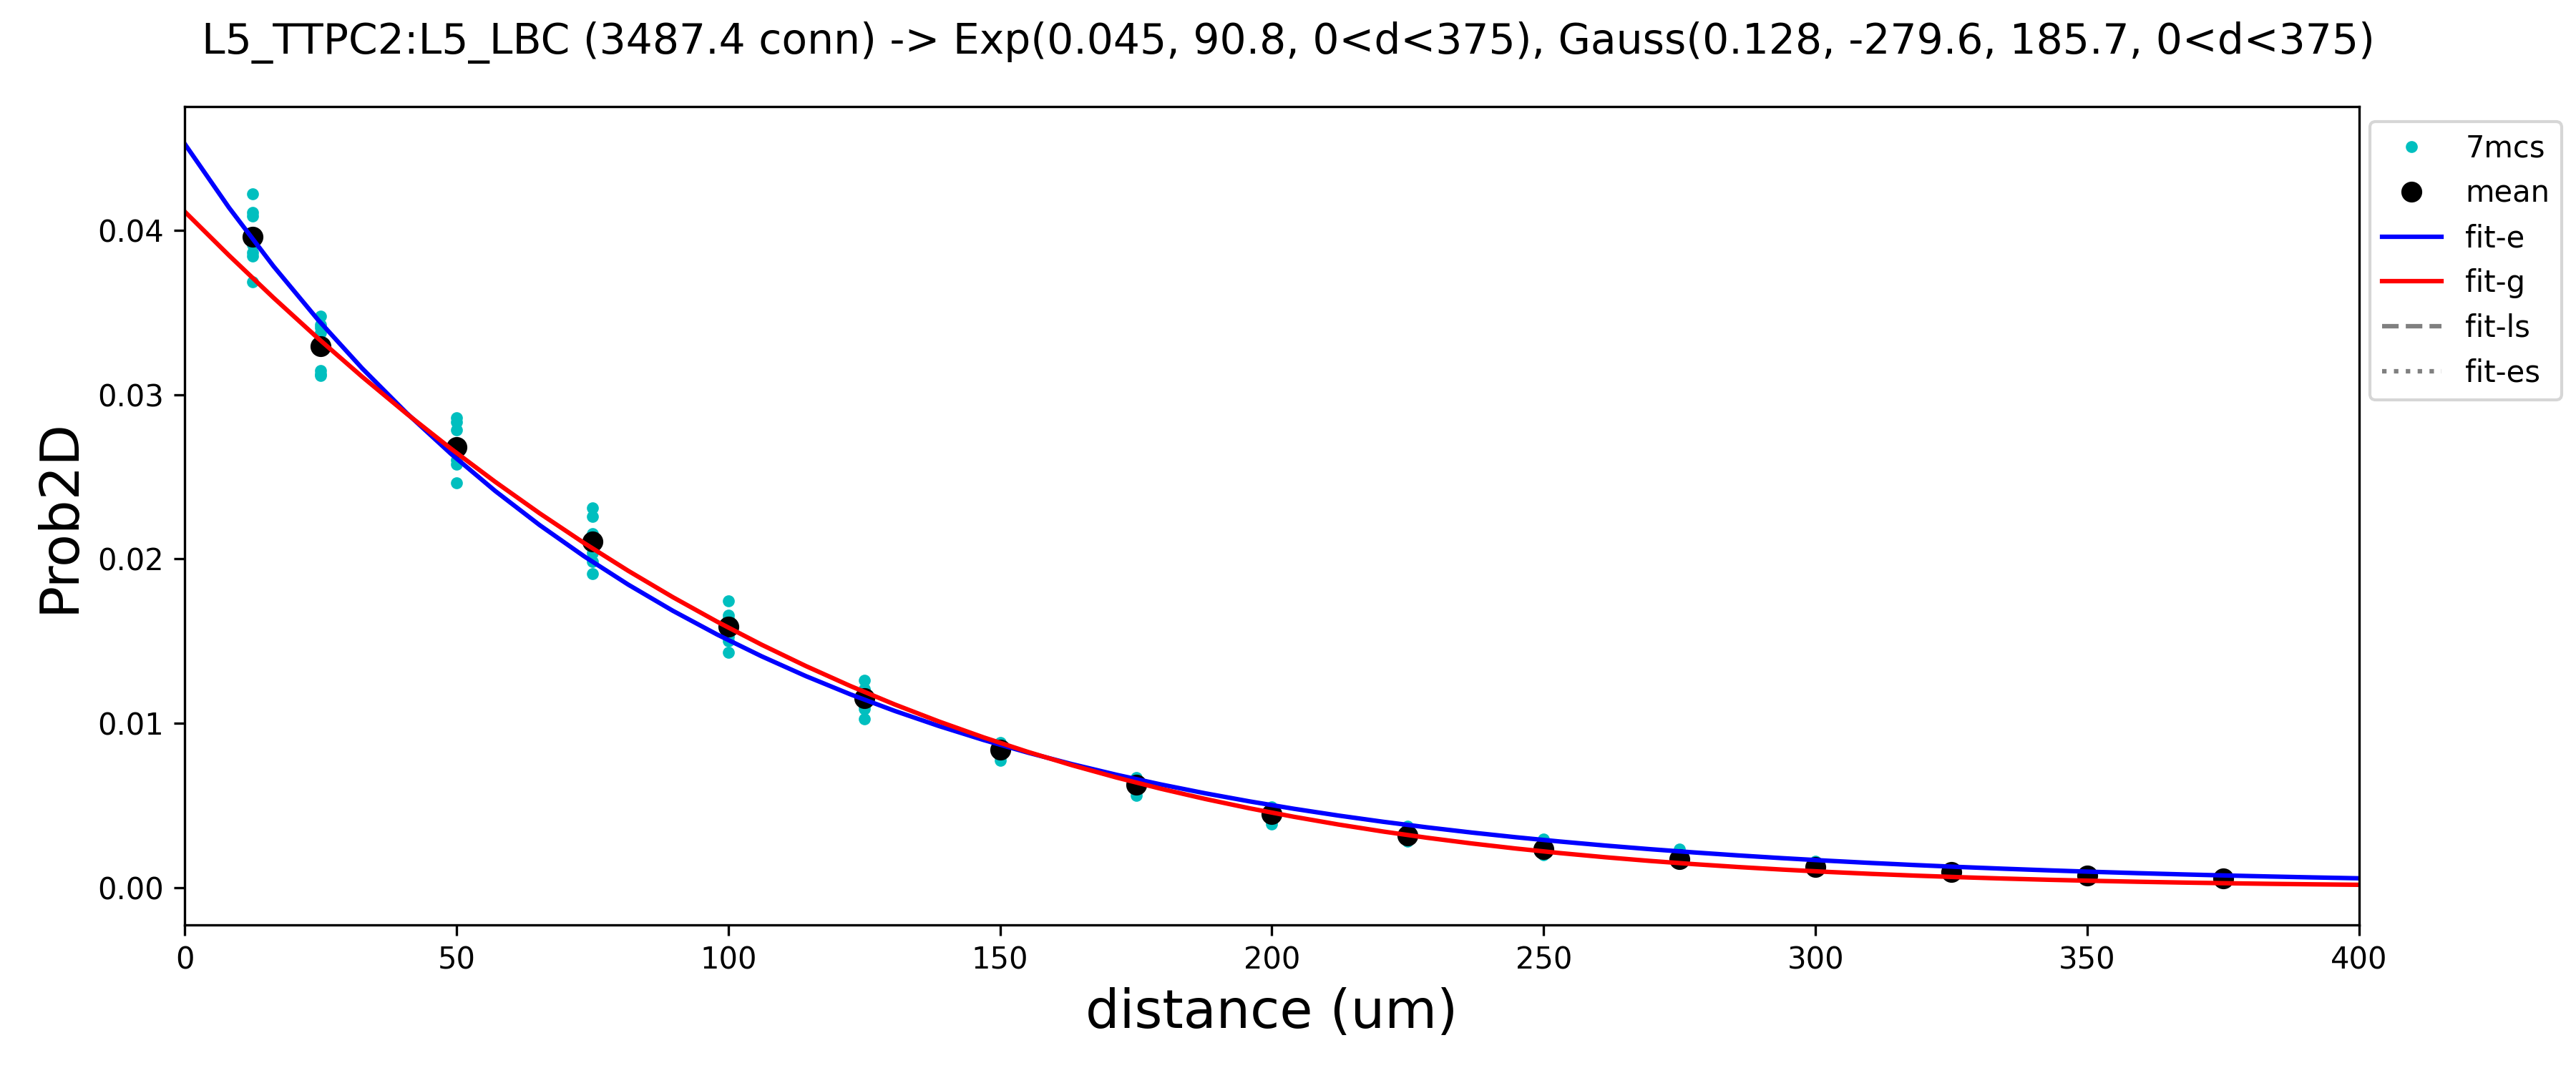 L5_TTPC2:L5_LBC (3487.4 conn) -> Exp(0.045, 90.8, 0<d<375), Gauss(0.128, -279.6, 185.7, 0<d<375)
7mcs
mean
fit-e
fit-g
fit-ls
fit-es
Prob2D
0.04
0.03
0.02
0.01
0.00
0 50 100 150 200 250 300 350 400
distance (um)